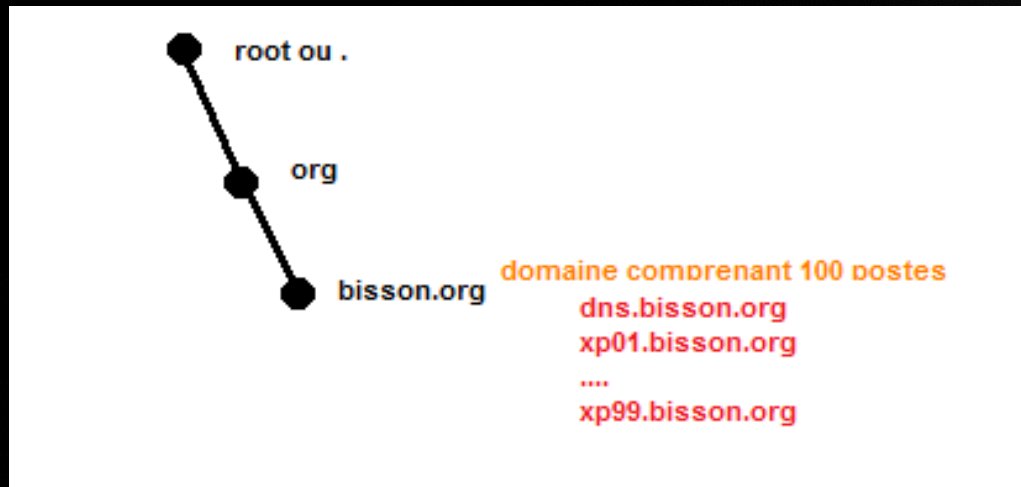 root ou .
org
domaine comprenant 100 postes
bisson.org
dns.bisson.org
xp01.bisson.org
....
xp99.bisson.org